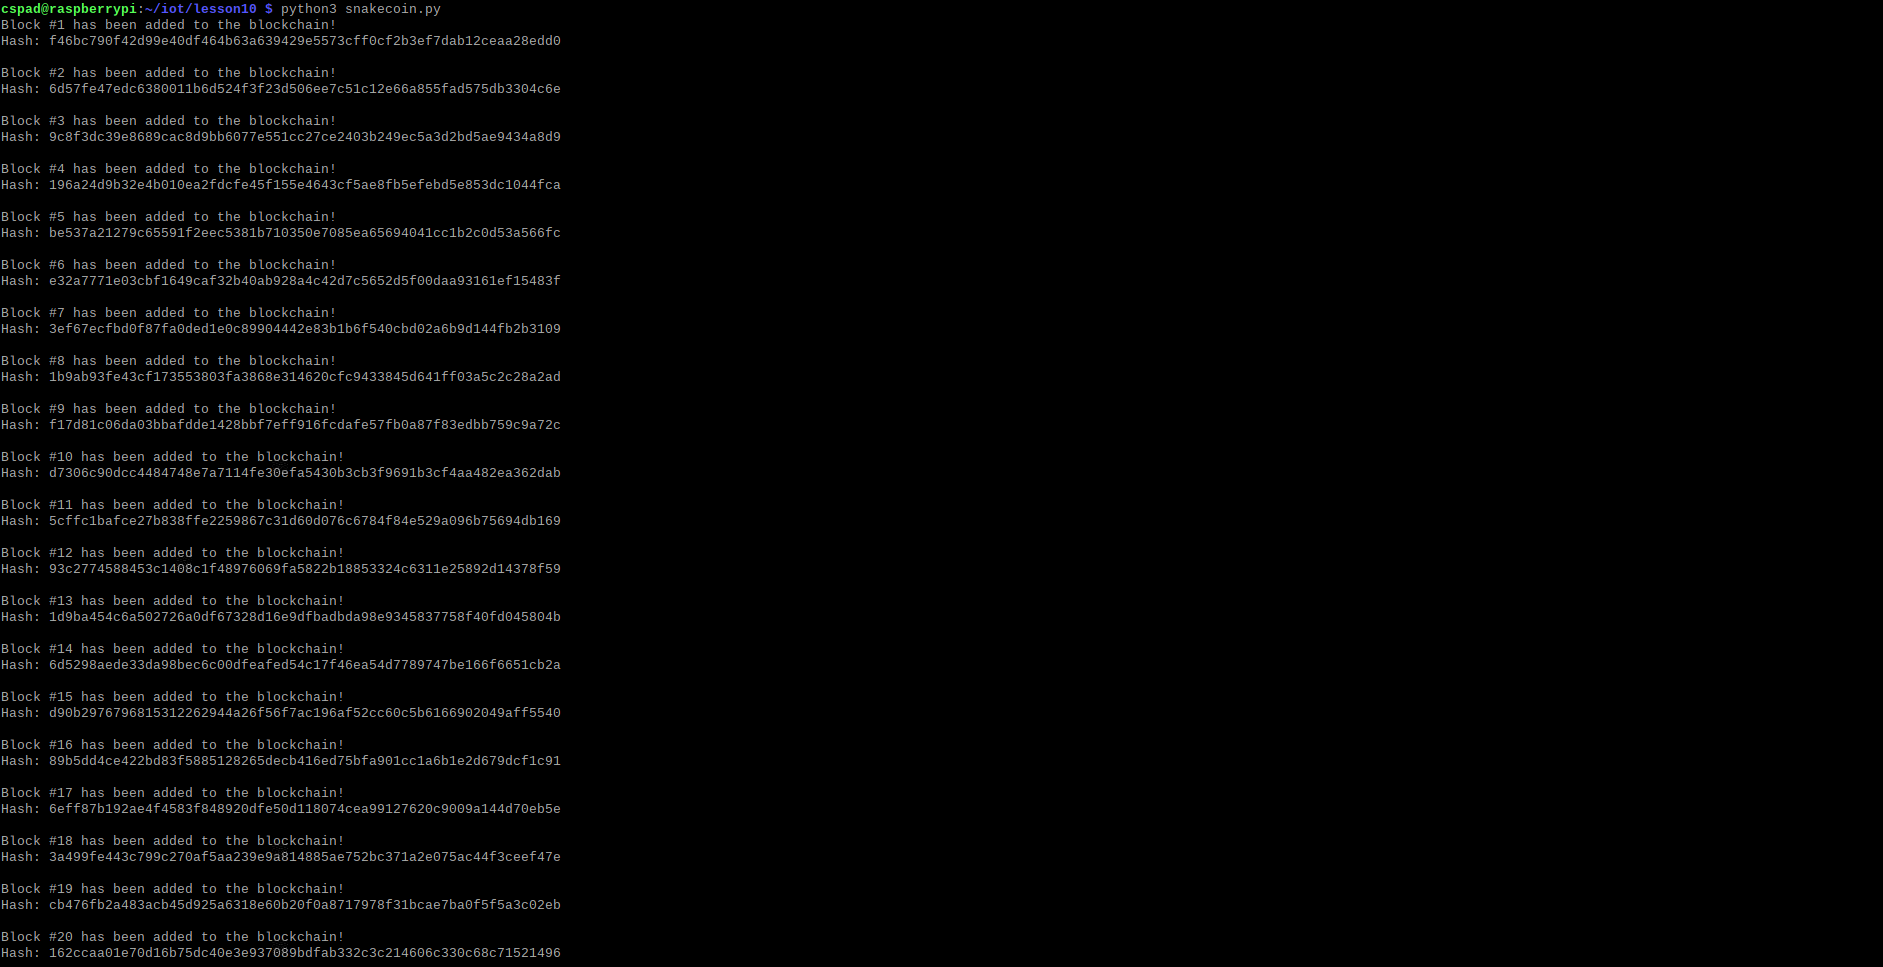 cspad@raspberrypi:~/iot/lesson10 $ python3 snakecoin.py
Block #1 has been added to the blockchain!
Hash: f46bc790f42d99e40df464b63a639429e5573cff0cf2b3ef7dab12ceaa28edd0
Block #2 has been added to the blockchain!
Hash: 6d57fe47edc6380011b6d524f3f23d506ee7c51c12e66a855fad575db3304c6e
Block #3 has been added to the blockchain!
Hash: 9c8f3dc39e8689cac8d9bb6077e551cc27ce2403b249ec5a3d2bd5ae9434a8d9
Block #4 has been added to the blockchain!
Hash: 196a24d9b32e4b010ea2fdcfe45f155e4643cf5ae8fb5efebd5e853dc1044fca
Block #5 has been added to the blockchain!
Hash: be537a21279c65591f2eec5381b710350e7085ea65694041cc1b2c0d53a566fc
Block #6 has been added to the blockchain!
Hash: e32a7771e03cbf1649caf32b40ab928a4c42d7c5652d5f00daa93161ef15483f
Block #7 has been added to the blockchain!
Hash: 3ef67ecfbd0f87fa0ded1e0c89904442e83b1b6f540cbd02a6b9d144fb2b3109
Block #8 has been added to the blockchain!
Hash: 1b9ab93fe43cf173553803fa3868e314620cfc9433845d641ff03a5c2c28a2ad
Block #9 has been added to the blockchain!
Hash: f17d81c06da03bbafdde1428bbf7eff916fcdafe57fb0a87f83edbb759c9a72c
Block #10 has been added to the blockchain!
Hash: d7306c90dcc4484748e7a7114fe30efa5430b3cb3f9691b3cf4aa482ea362dab
Block #11 has been added to the blockchain!
Hash: 5cffc1bafce27b838ffe2259867c31d60d076c6784f84e529a096b75694db169
Block #12 has been added to the blockchain!
Hash: 93c2774588453c1408c1f48976069fa5822b18853324c6311e25892d14378f59
Block #13 has been added to the blockchain!
Hash: 1d9ba454c6a502726a0df67328d16e9dfbadbda98e9345837758f40fd045804b
Block #14 has been added to the blockchain!
Hash: 6d5298aede33da98bec6c00dfeafed54c17f46ea54d7789747be166f6651cb2a
Block #15 has been added to the blockchain!
Hash: d90b2976796815312262944a26f56f7ac196af52cc60c5b6166902049aff5540
Block #16 has been added to the blockchain!
Hash: 89b5dd4ce422bd83f5885128265decb416ed75bfa901cc1a6b1e2d679dcf1c91
Block #17 has been added to the blockchain!
Hash: 6eff87b192ae4f4583f848920dfe50d118074cea99127620c9009a144d70eb5e
Block #18 has been added to the blockchain!
Hash: 3a499fe443c799c270af5aa239e9a814885ae752bc371a2e075ac44f3ceef47e
Block #19 has been added to the blockchain!
Hash: cb476fb2a483acb45d925a6318e60b20f0a8717978f31bcae7ba0f5f5a3c02eb
Block #20 has been added to the blockchain!
Hash: 162ccaa01e70d16b75dc40e3e937089bdfab332c3c214606c330c68c71521496